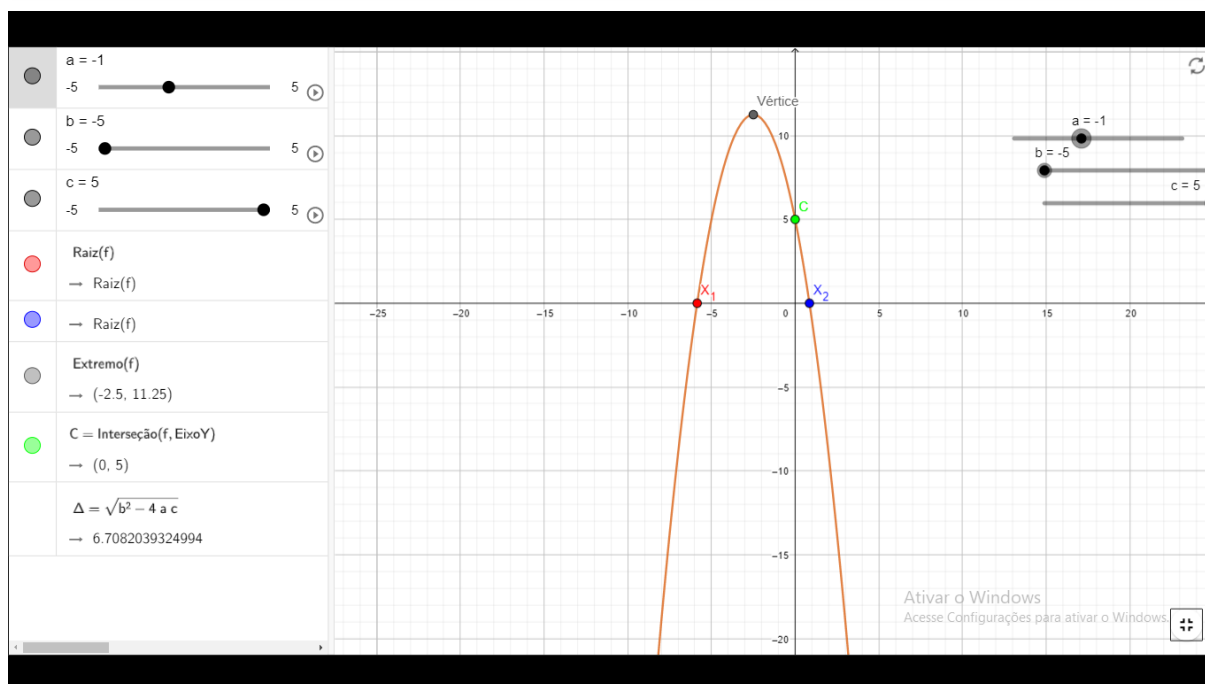 a = -1
-5
5
b = -5
-5
5
c = 5
-5
5
Raiz(f)
→ Raiz(f)
→ Raiz(f)
Extremo(f)
→ (-2.5, 11.25)
C = Interseção(f, EixoY)
→ (0, 5)
Δ = √b² − 4 a c
→ 6.7082039324994
Vértice
10
C
5
X₁
X₂
−25
−20
−15
−10
−5
0
5
10
15
20
−5
−10
−15
−20
a = -1
b = -5
c = 5
Ativar o Windows
Acesse Configurações para ativar o Windows.